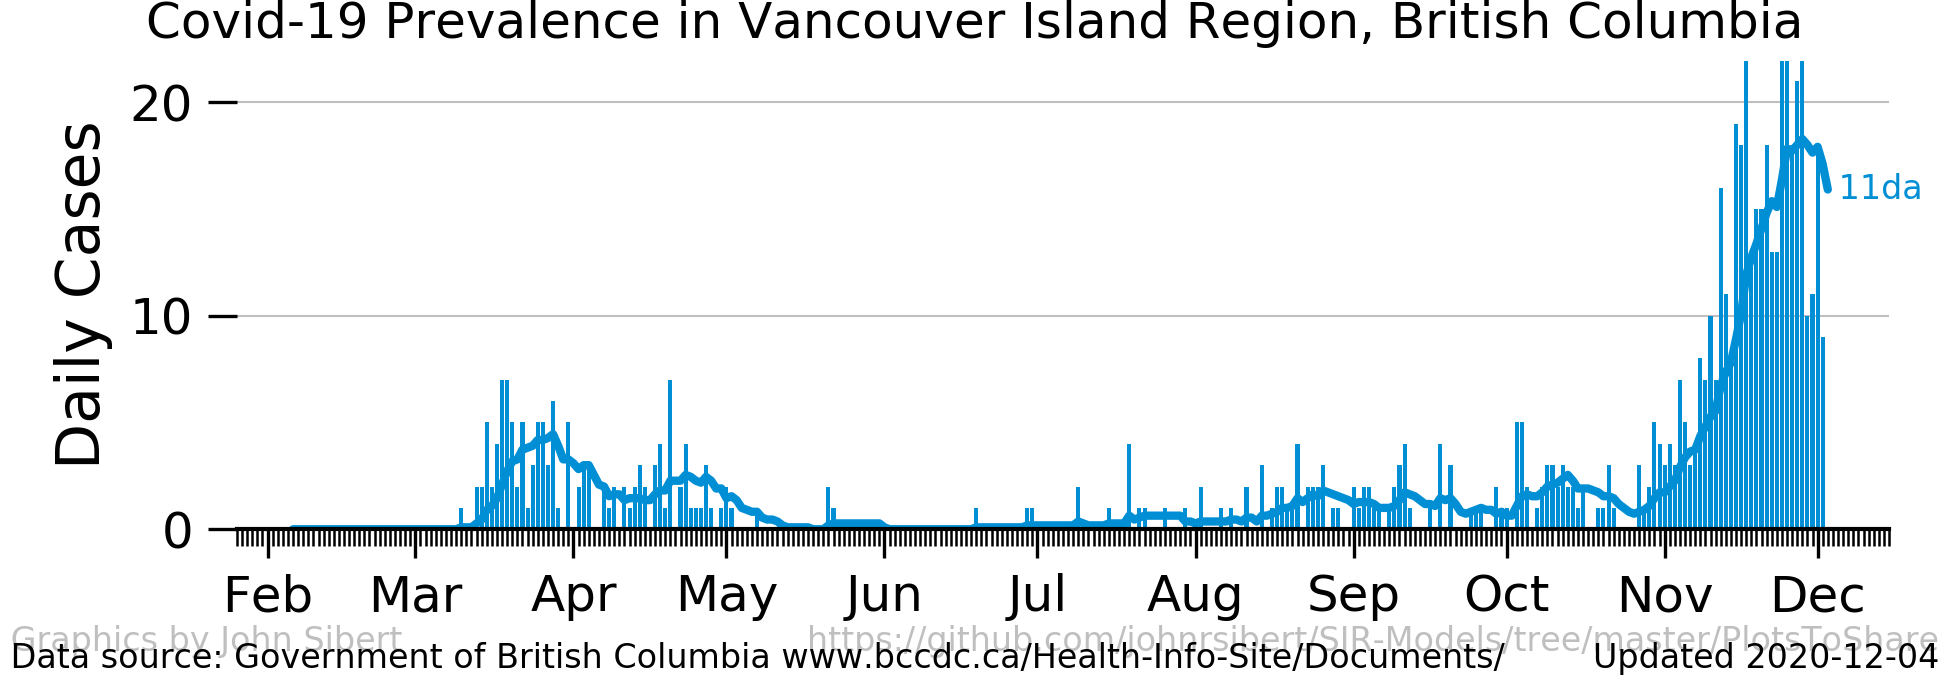 Covid-19 Prevalence in Vancouver Island Region, British Columbia
Daily Cases
20
10
0
11da
Feb Mar Apr May Jun Jul Aug Sep Oct Nov Dec
Graphics by John Sibert https://github.com/johnrsibert/SIR-Models/tree/master/PlotsToShare
Data source: Government of British Columbia www.bccdc.ca/Health-Info-Site/Documents/ Updated 2020-12-04